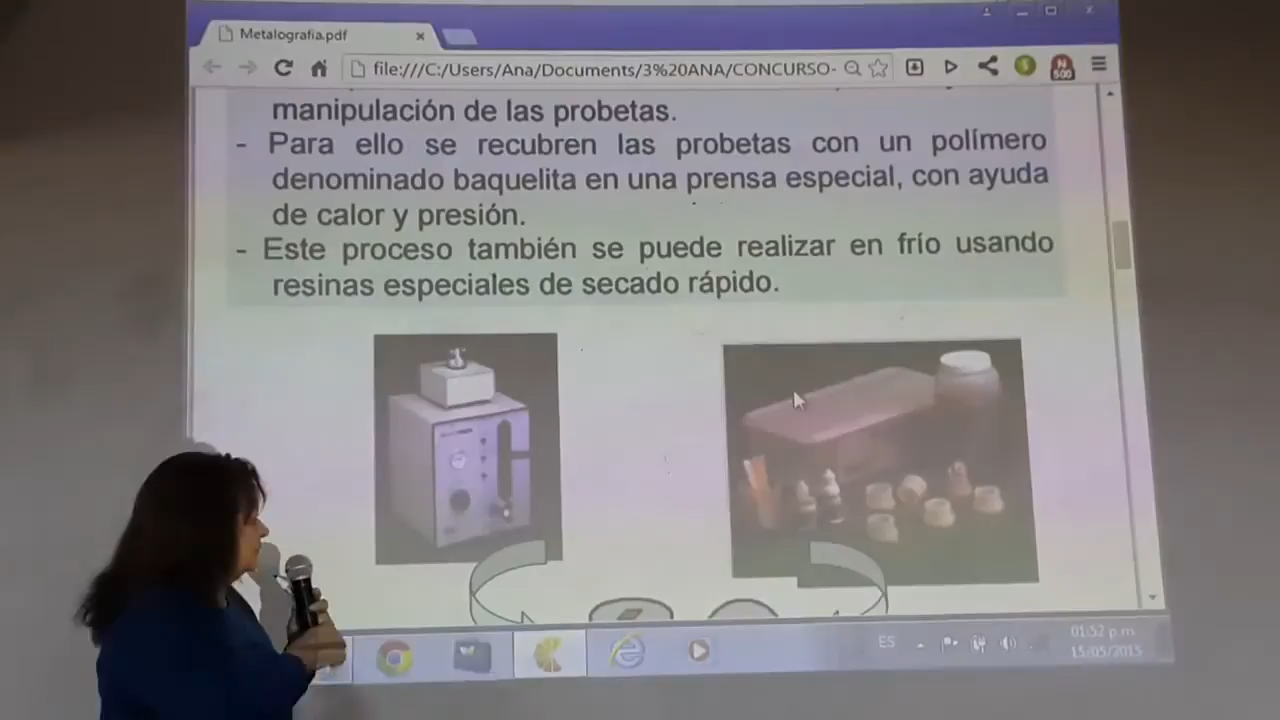 Metalografia.pdf
file:///C:/Users/Ana/Documents/3%20ANA/CONCURSO-
500
manipulación de las probetas.
- Para ello se recubren las probetas con un polímero
denominado baquelita en una prensa especial, con ayuda
de calor y presión.
- Este proceso también se puede realizar en frío usando
resinas especiales de secado rápido.
ES
01:52 p.m.
15/05/2015